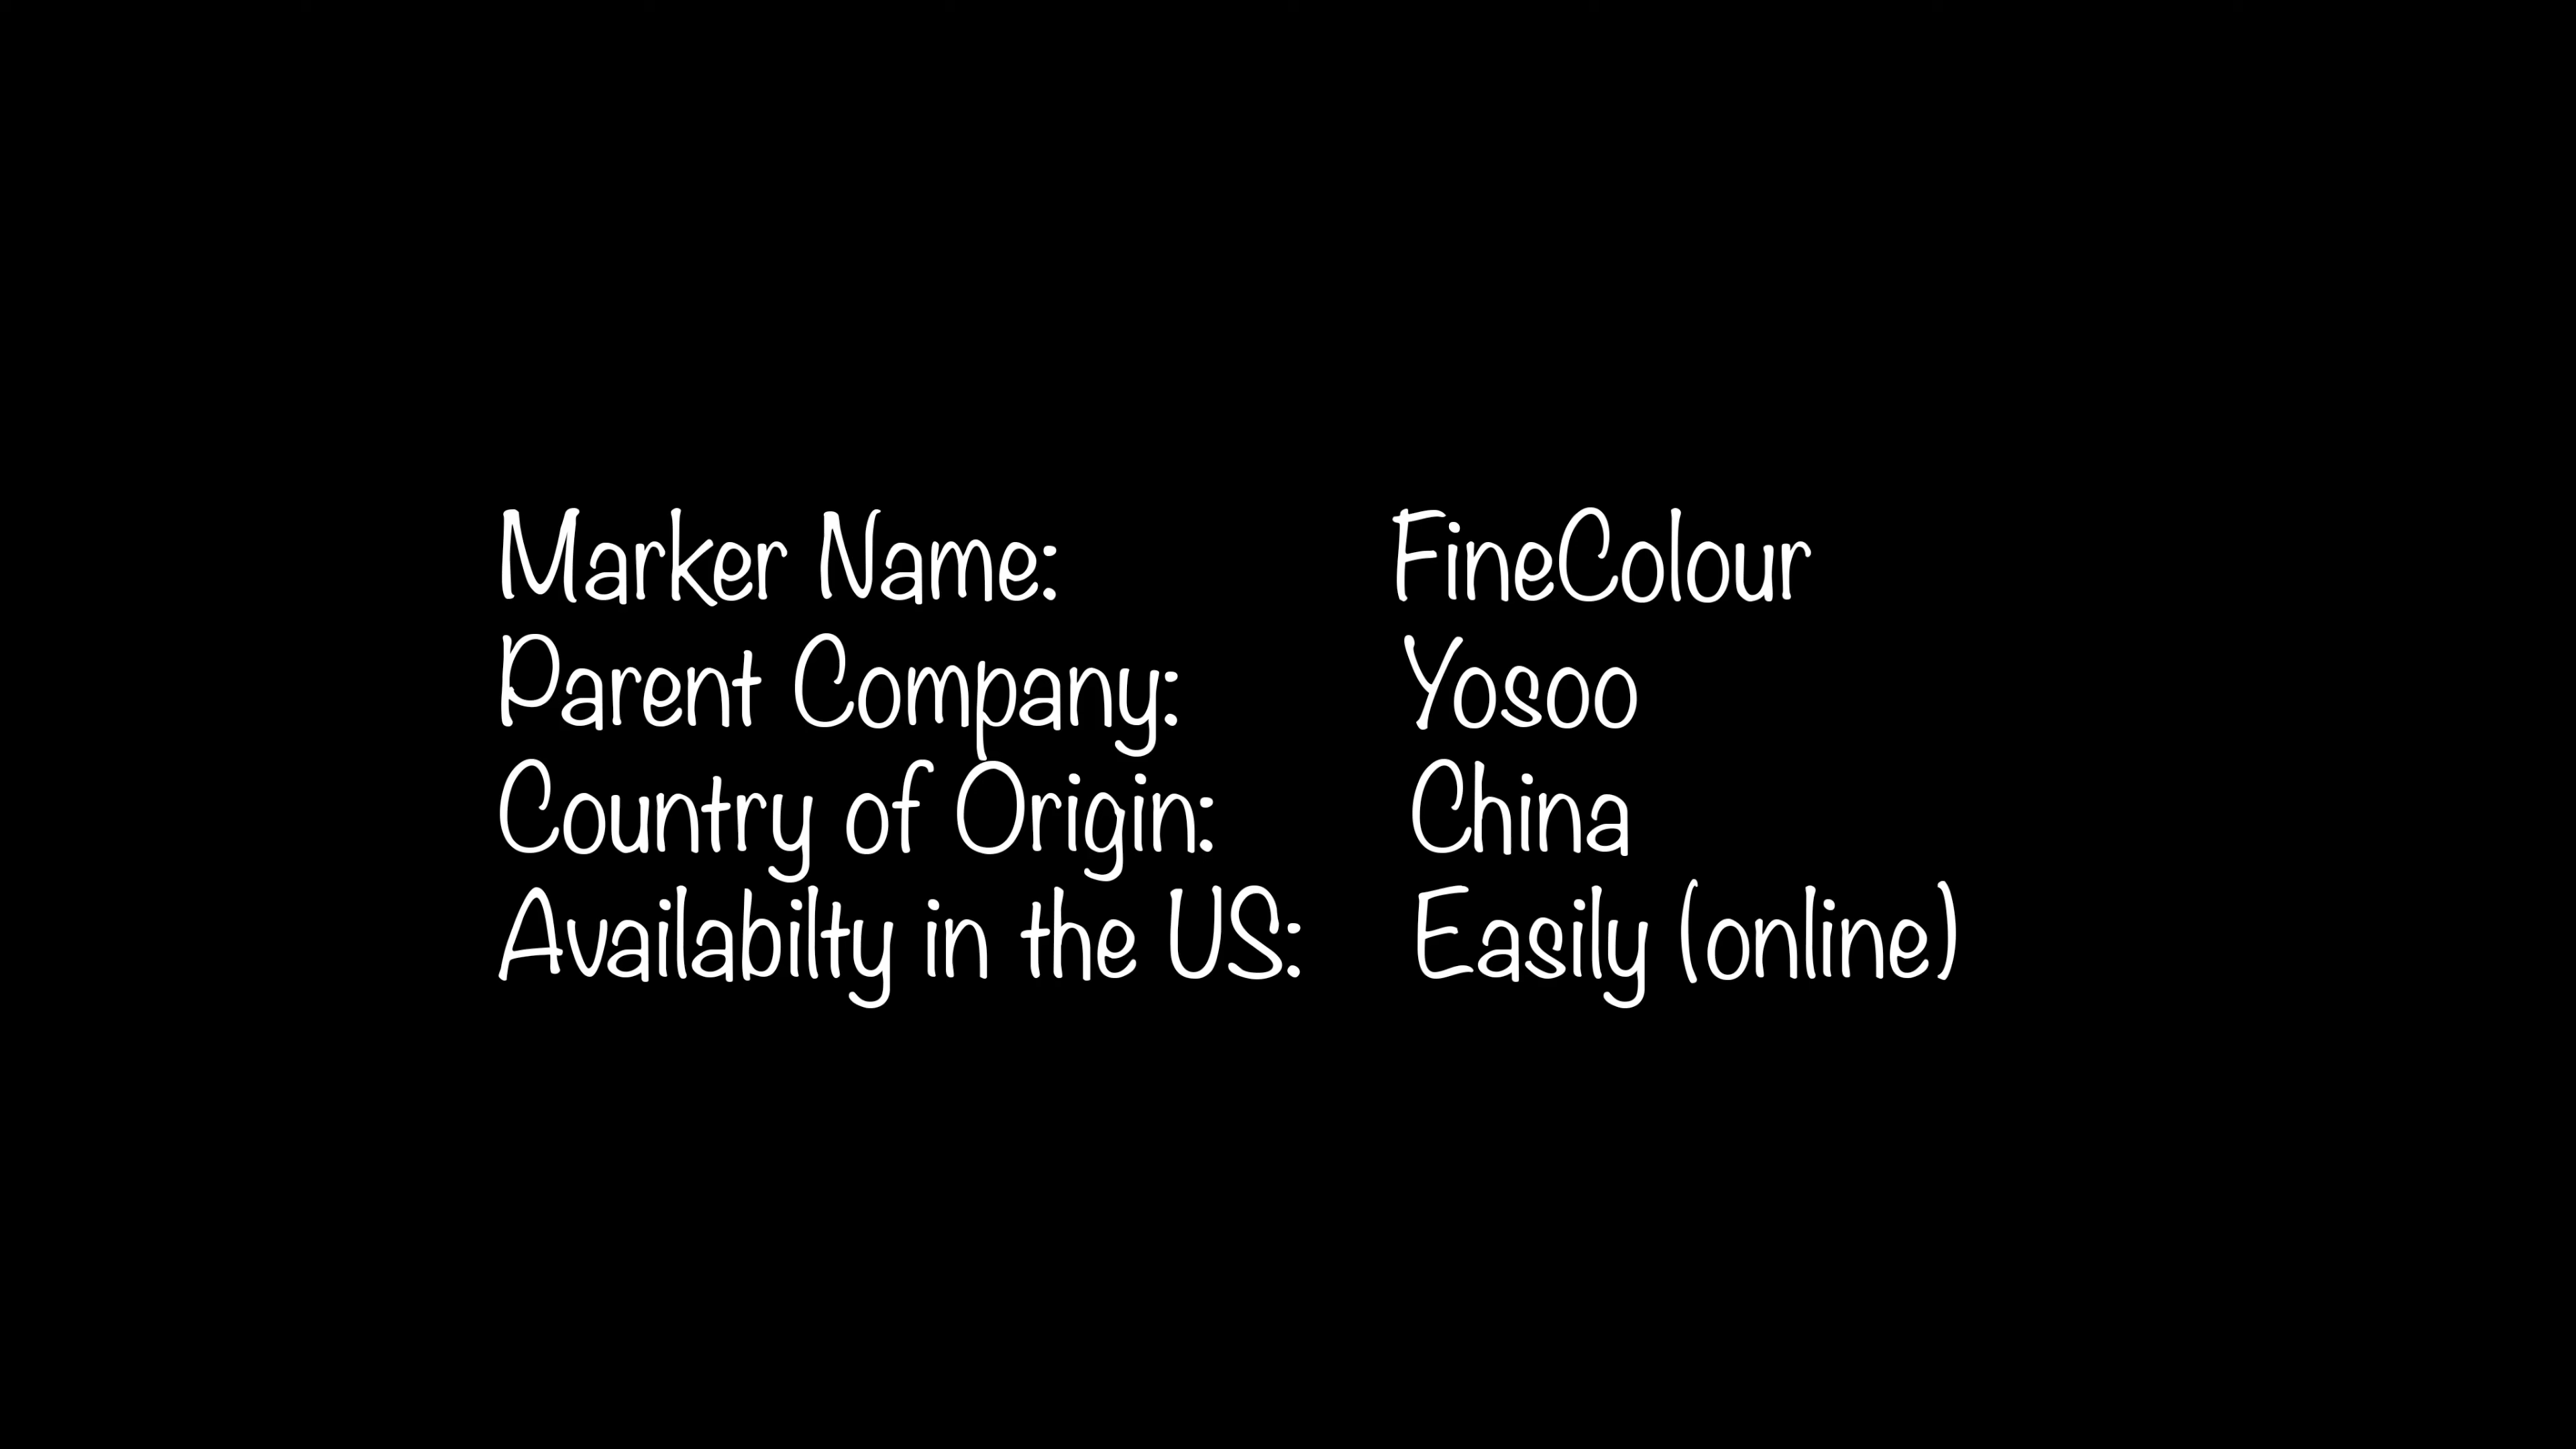 Marker Name: FineColour
Parent Company: Yosoo
Country of Origin: China
Availabilty in the US: Easily (online)